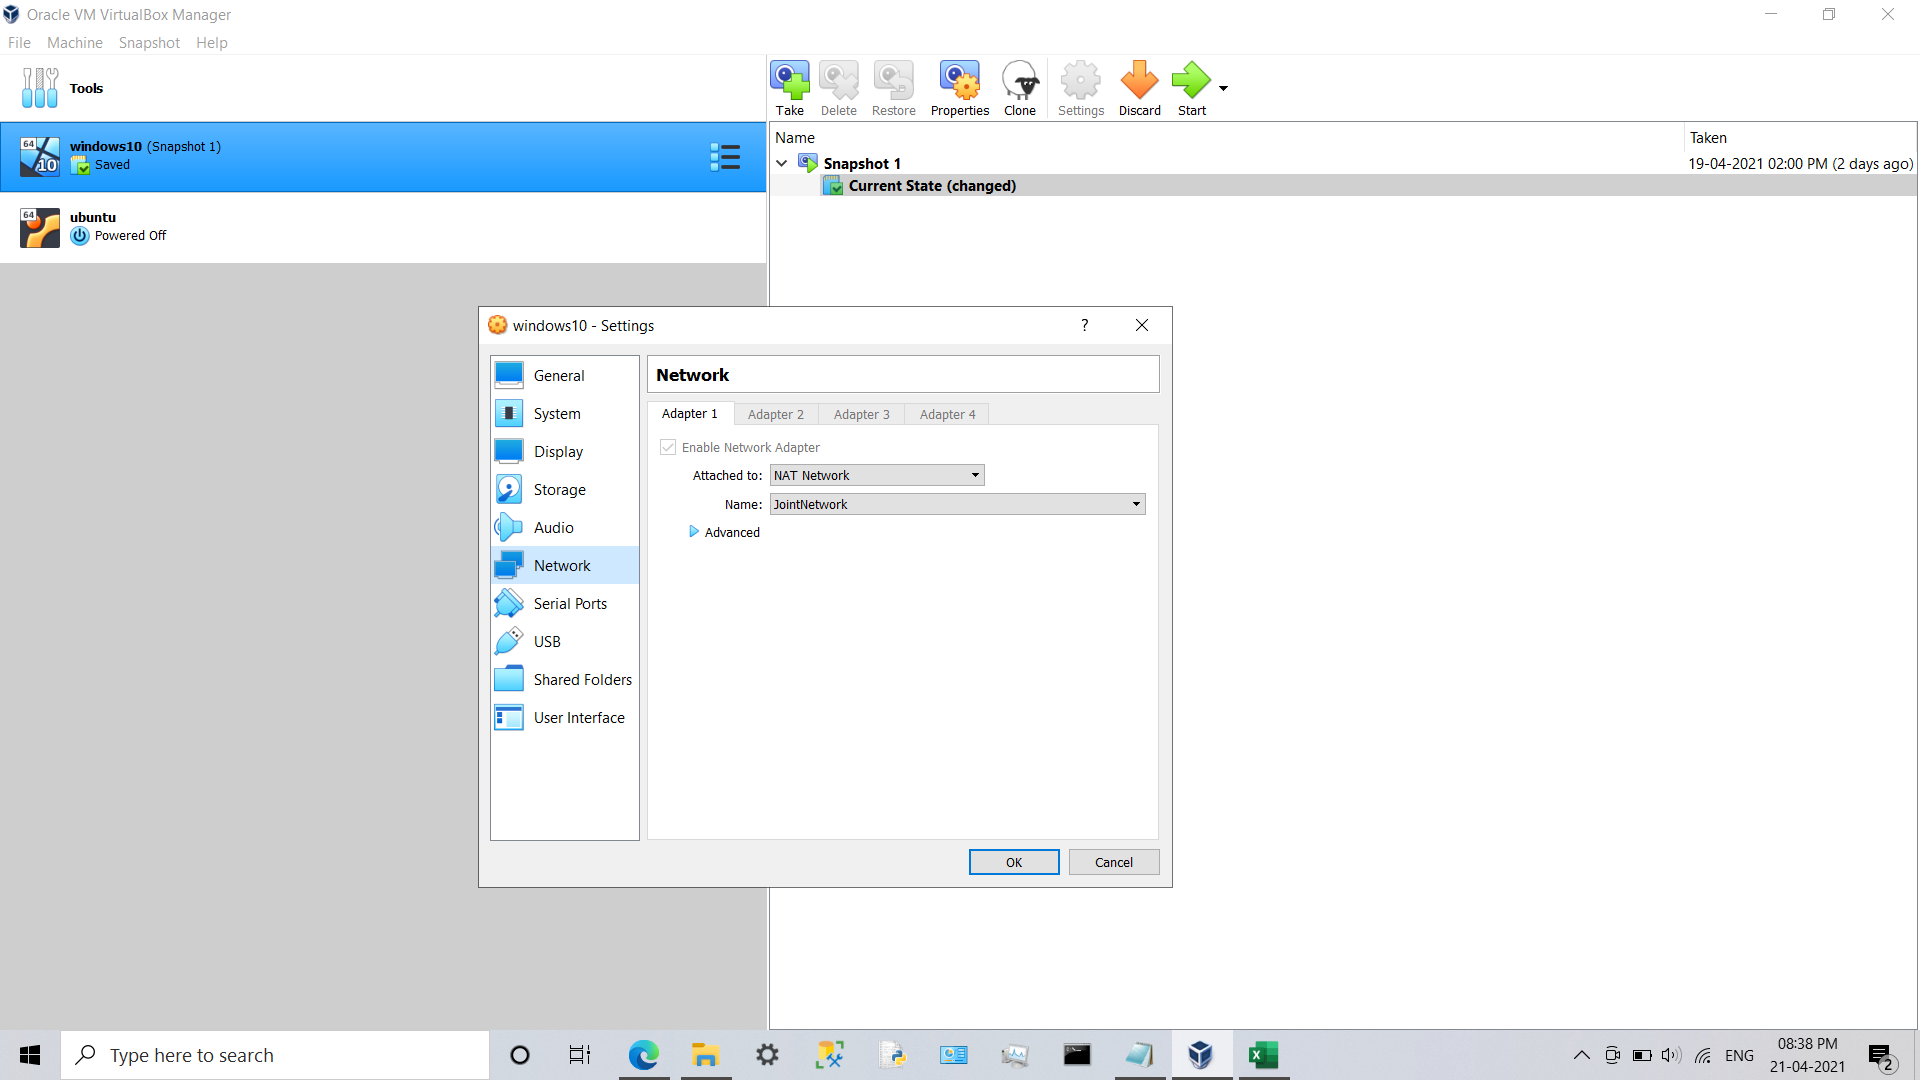 Oracle VM VirtualBox Manager
File Machine Snapshot Help
Tools
Take Delete Restore Properties Clone Settings Discard Start
64
10
windows10 (Snapshot 1)
Saved
64
ubuntu
Powered Off
Name Taken
Snapshot 1 19-04-2021 02:00 PM (2 days ago)
Current State (changed)
windows10 - Settings ?
General
System
Display
Storage
Audio
Network
Serial Ports
USB
Shared Folders
User Interface
Network
Adapter 1 Adapter 2 Adapter 3 Adapter 4
Enable Network Adapter
Attached to: NAT Network
Name: JointNetwork
Advanced
OK Cancel
Type here to search
ENG
08:38 PM
21-04-2021
2